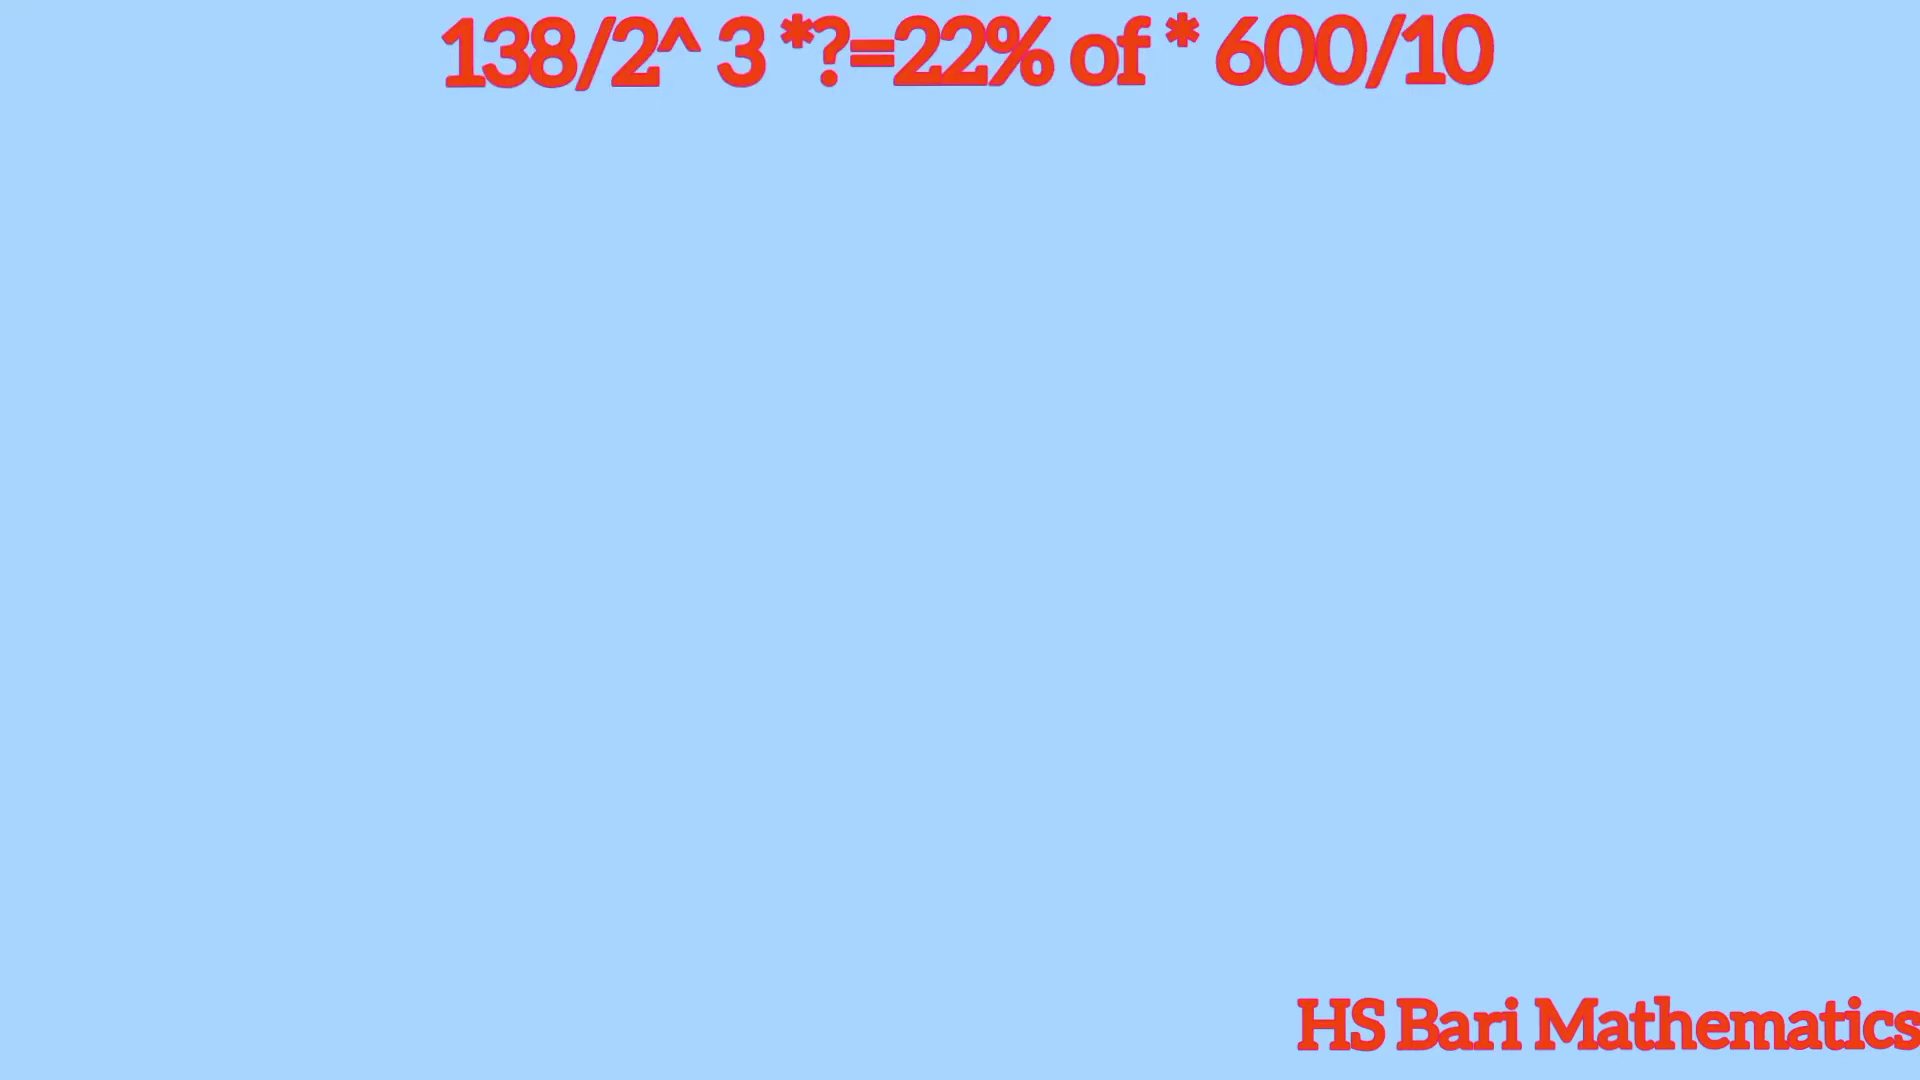 138/2^ 3 *?=22% of * 600/10
HS Bari Mathematics